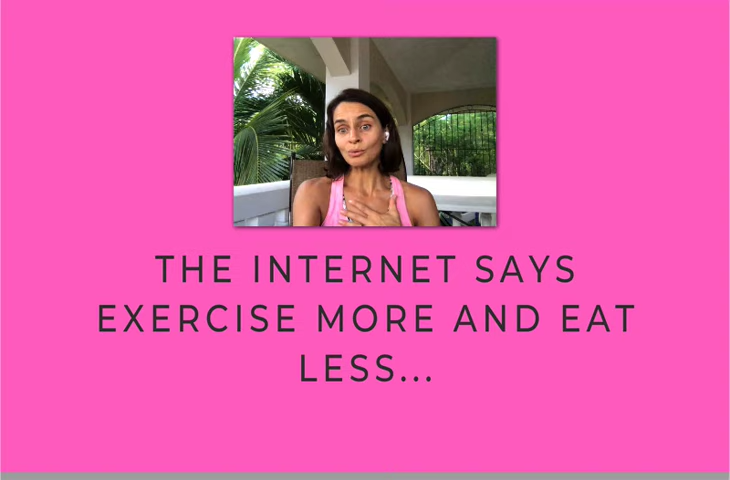 THE INTERNET SAYS
EXERCISE MORE AND EAT
LESS...